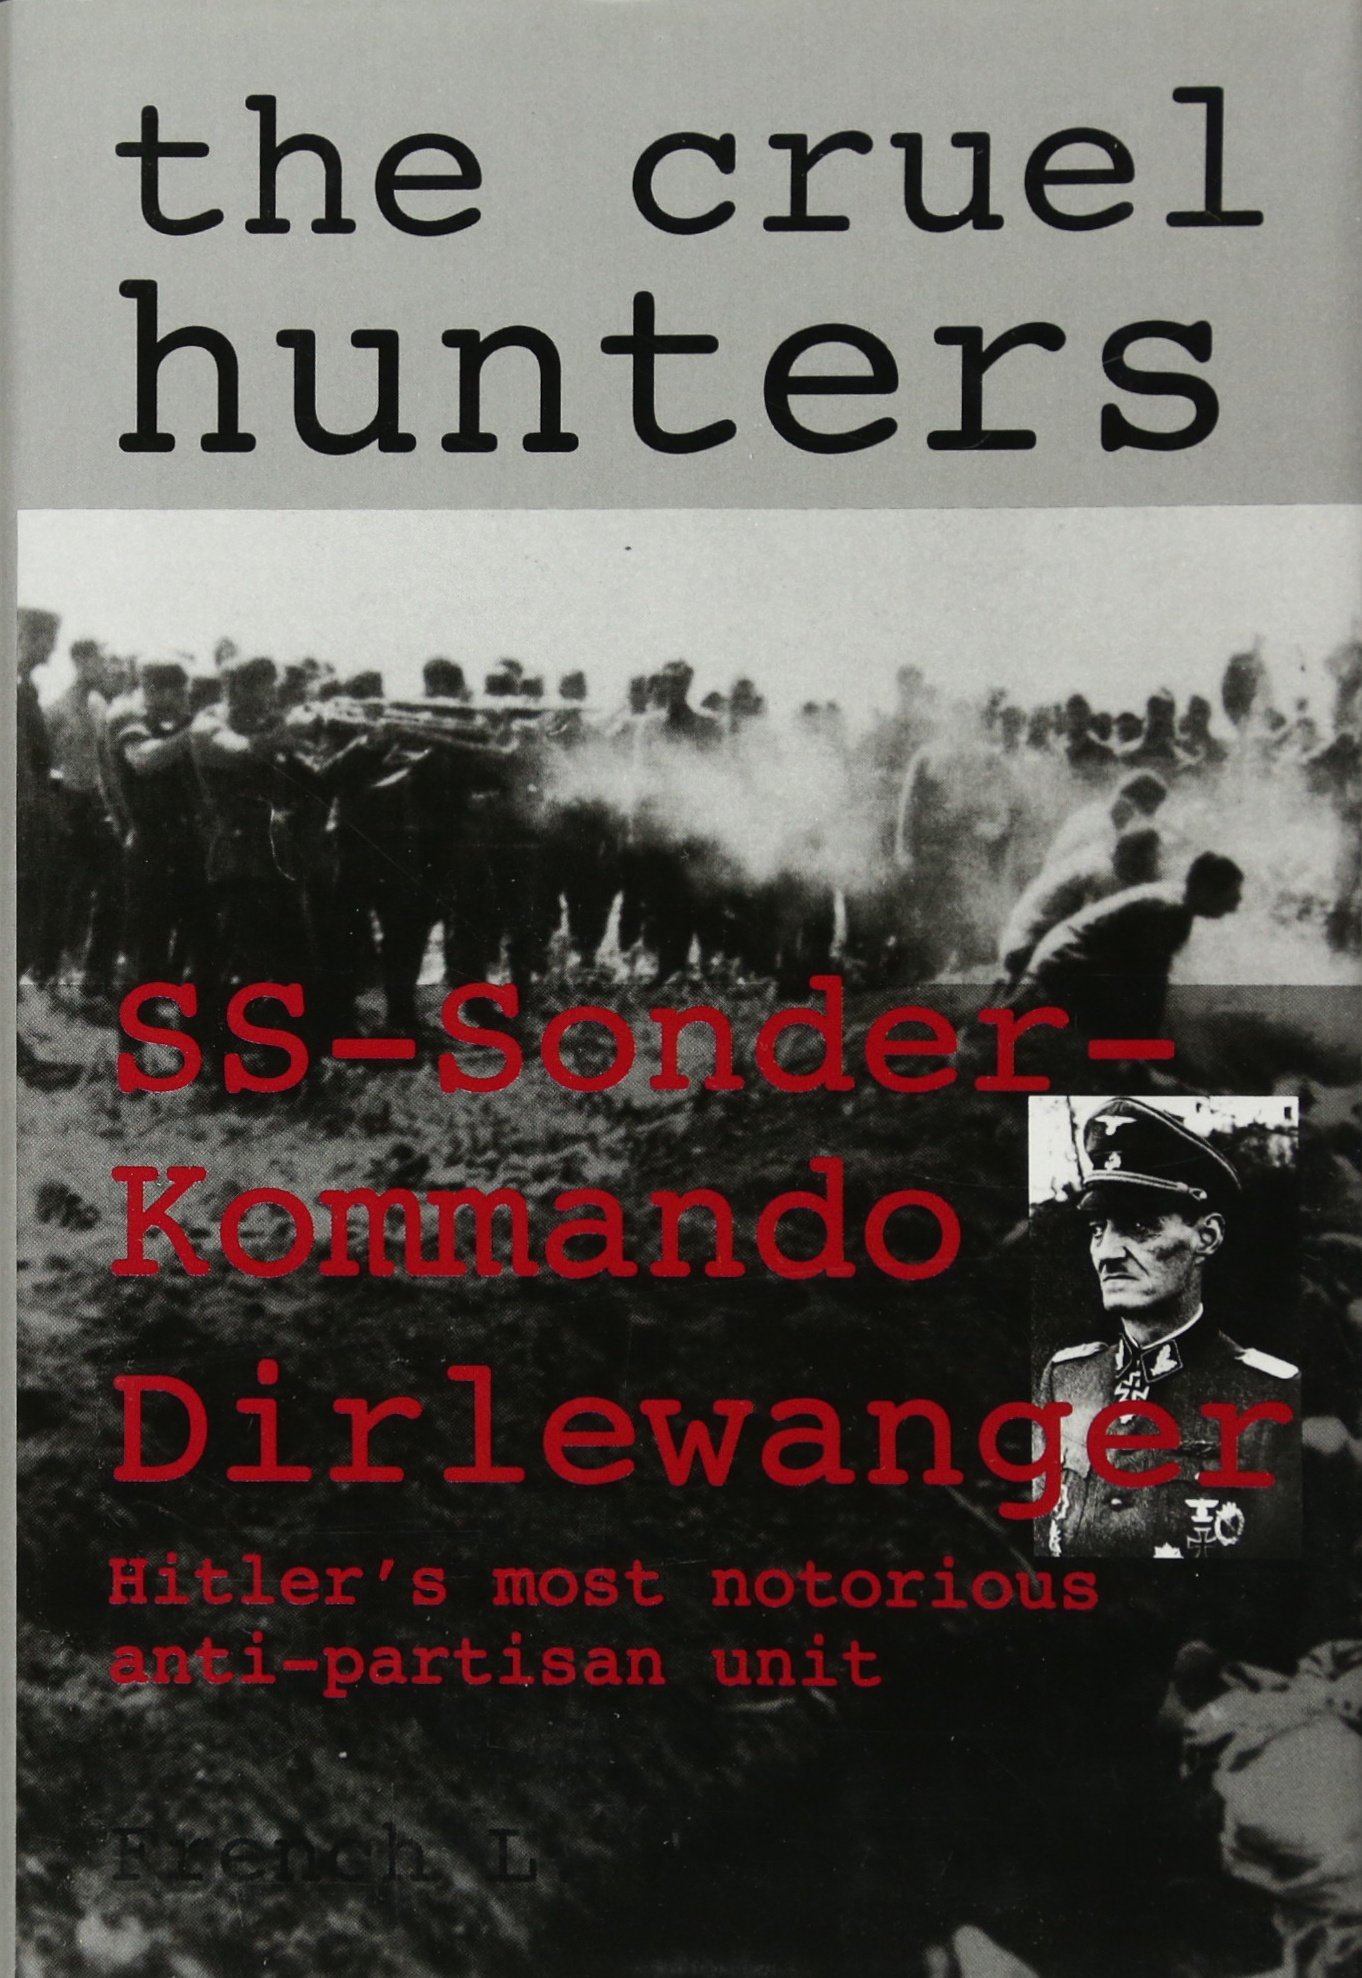 the cruel
hunters
SS-Sonder-
Kommando
Dirlewanger
Hitler's most notorious
anti-partisan unit
French L